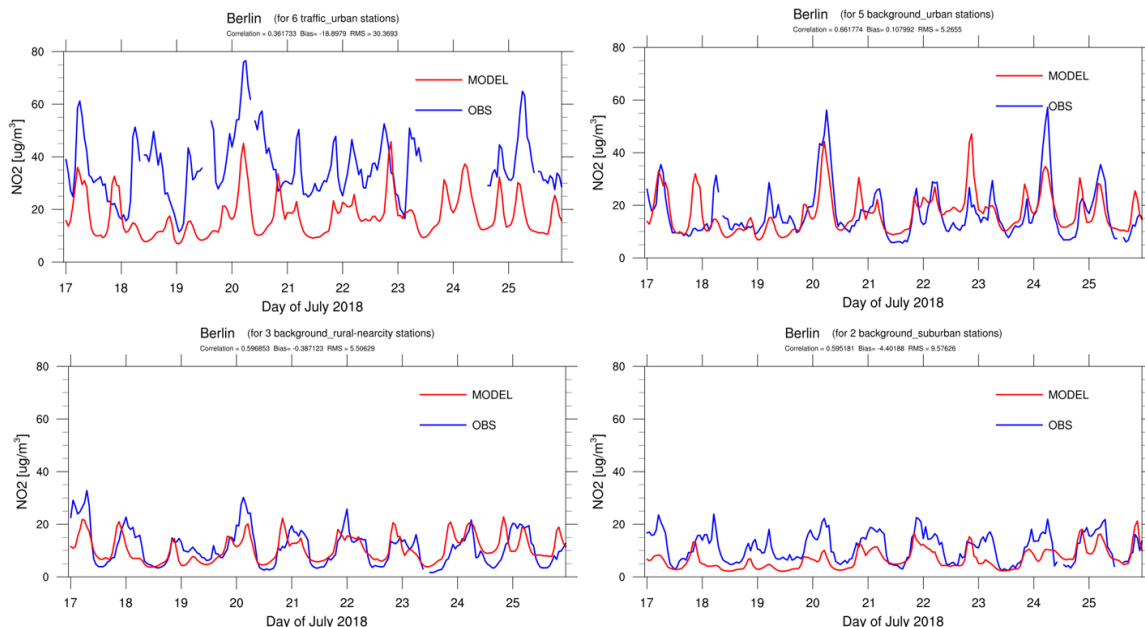 Berlin (for 6 traffic_urban stations)
Correlation = 0.361733 Bias= -18.8979 RMS = 30.3693
80
60
40
20
0
NO2 [ug/m³]
MODEL
OBS
17 18 19 20 21 22 23 24 25
Day of July 2018
Berlin (for 5 background_urban stations)
Correlation = 0.661774 Bias= 0.107992 RMS = 5.2655
80
60
40
20
0
NO2 [ug/m³]
MODEL
OBS
17 18 19 20 21 22 23 24 25
Day of July 2018
Berlin (for 3 background_rural-nearcity stations)
Correlation = 0.596853 Bias= -0.387123 RMS = 5.50629
80
60
40
20
0
NO2 [ug/m³]
MODEL
OBS
17 18 19 20 21 22 23 24 25
Day of July 2018
Berlin (for 2 background_suburban stations)
Correlation = 0.595181 Bias= -4.40188 RMS = 9.57626
80
60
40
20
0
NO2 [ug/m³]
MODEL
OBS
17 18 19 20 21 22 23 24 25
Day of July 2018